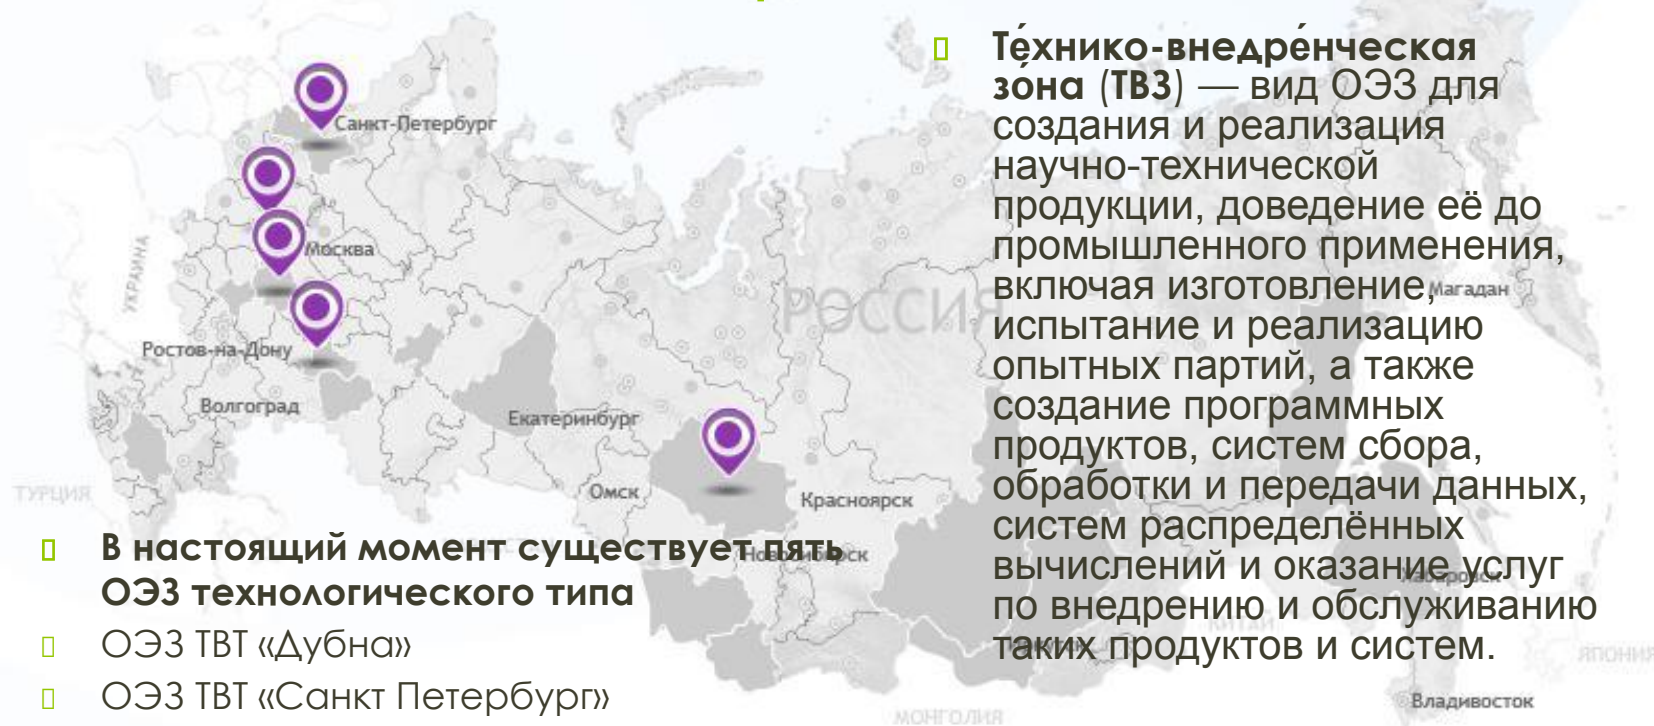 Те́хнико-внедре́нческая
зо́на (ТВЗ) — вид ОЭЗ для
создания и реализация
научно-технической
продукции, доведение её до
промышленного применения,
включая изготовление,
испытание и реализацию
опытных партий, а также
создание программных
продуктов, систем сбора,
обработки и передачи данных,
систем распределённых
вычислений и оказание услуг
по внедрению и обслуживанию
таких продуктов и систем.
В настоящий момент существует пять
ОЭЗ технологического типа
ОЭЗ ТВТ «Дубна»
ОЭЗ ТВТ «Санкт Петербург»
Санкт-Петербург
Москва
УКРАИНА
РОССИЯ
Магадан
Ростов-на-Дону
Волгоград
Екатеринбург
ТУРЦИЯ
Омск
Красноярск
Новосибирск
Хабаровск
КИТАЙ
ЯПОНИЯ
МОНГОЛИЯ
Владивосток